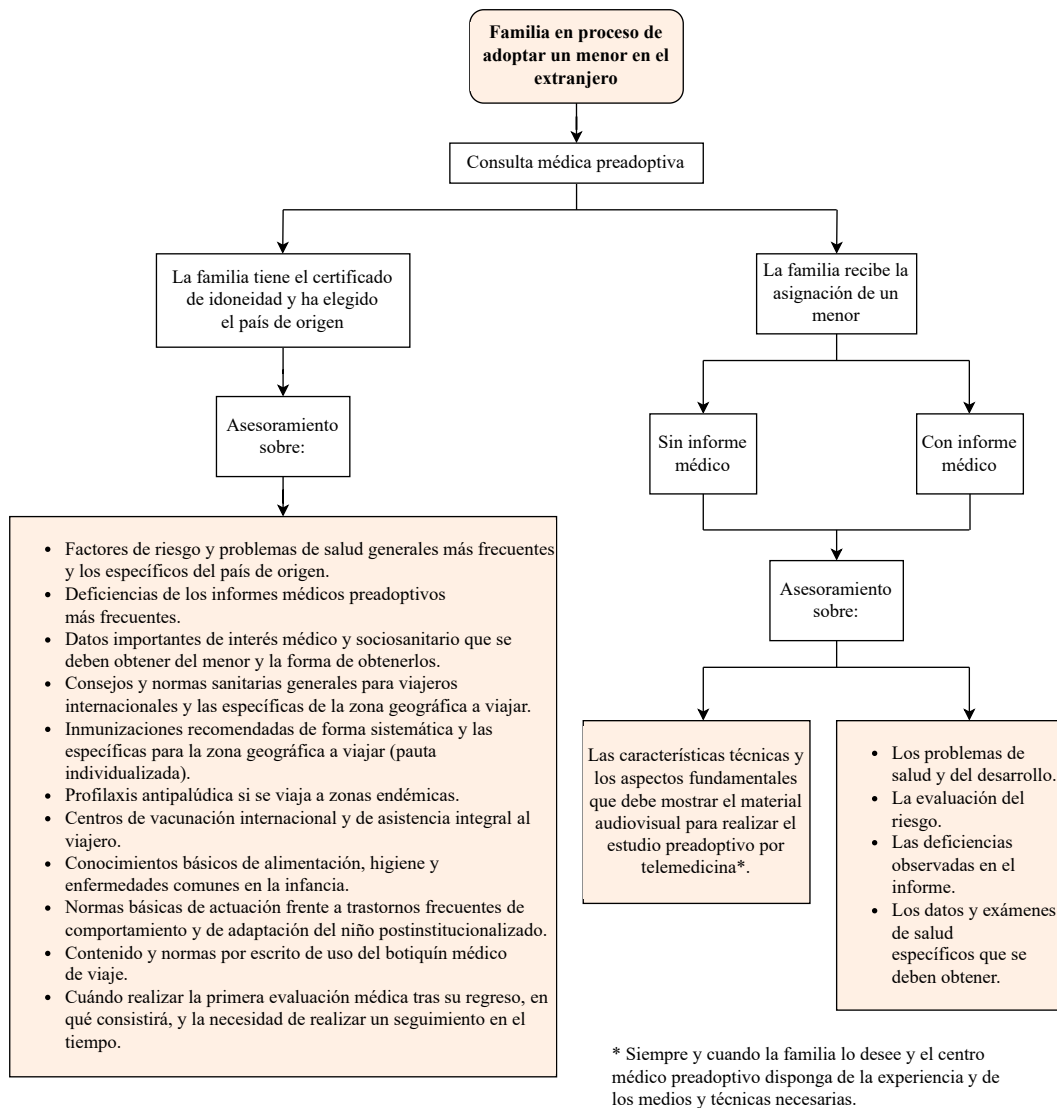 Familia en proceso de
adoptar un menor en el
extranjero
Consulta médica preadoptiva
La familia tiene el certificado
de idoneidad y ha elegido
el país de origen
La familia recibe la
asignación de un
menor
Asesoramiento
sobre:
Sin informe
médico
Con informe
médico
• Factores de riesgo y problemas de salud generales más frecuentes
y los específicos del país de origen.
• Deficiencias de los informes médicos preadoptivos
más frecuentes.
• Datos importantes de interés médico y sociosanitario que se
deben obtener del menor y la forma de obtenerlos.
• Consejos y normas sanitarias generales para viajeros
internacionales y las específicas de la zona geográfica a viajar.
• Inmunizaciones recomendadas de forma sistemática y las
específicas para la zona geográfica a viajar (pauta
individualizada).
• Profilaxis antipalúdica si se viaja a zonas endémicas.
• Centros de vacunación internacional y de asistencia integral al
viajero.
• Conocimientos básicos de alimentación, higiene y
enfermedades comunes en la infancia.
• Normas básicas de actuación frente a trastornos frecuentes de
comportamiento y de adaptación del niño postinstitucionalizado.
• Contenido y normas por escrito de uso del botiquín médico
de viaje.
• Cuándo realizar la primera evaluación médica tras su regreso, en
qué consistirá, y la necesidad de realizar un seguimiento en el
tiempo.
Asesoramiento
sobre:
Las características técnicas y
los aspectos fundamentales
que debe mostrar el material
audiovisual para realizar el
estudio preadoptivo por
telemedicina*.
• Los problemas de
salud y del desarrollo.
• La evaluación del
riesgo.
• Las deficiencias
observadas en el
informe.
• Los datos y exámenes
de salud
específicos que se
deben obtener.
* Siempre y cuando la familia lo desee y el centro
médico preadoptivo disponga de la experiencia y de
los medios y técnicas necesarias.